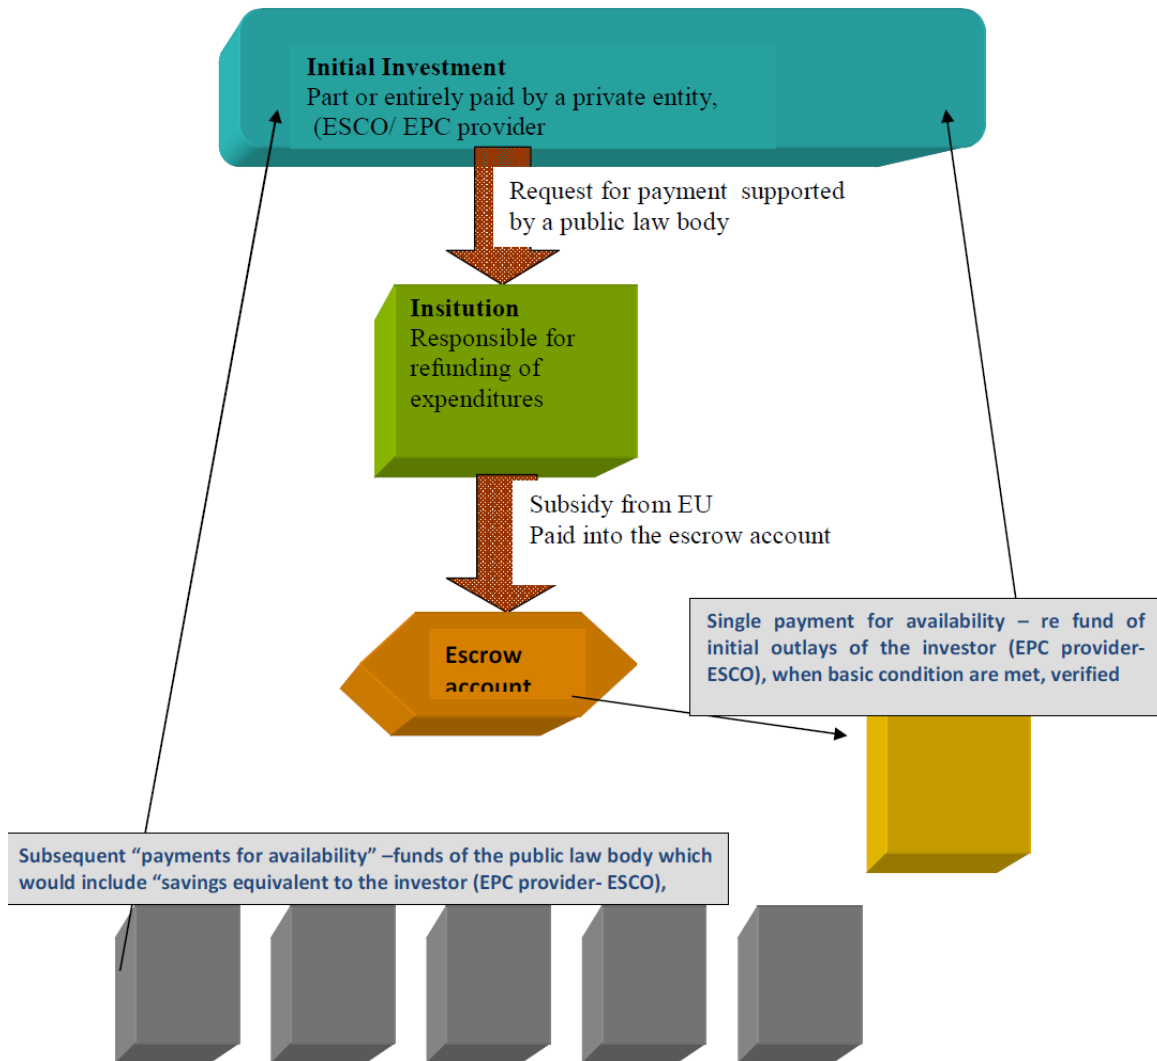 Initial Investment
Part or entirely paid by a private entity,
(ESCO/ EPC provider
Request for payment supported
by a public law body
Insitution
Responsible for
refunding of
expenditures
Subsidy from EU
Paid into the escrow account
Escrow
account
Single payment for availability – re fund of
initial outlays of the investor (EPC provider-
ESCO), when basic condition are met, verified
Subsequent “payments for availability” –funds of the public law body which
would include “savings equivalent to the investor (EPC provider- ESCO),